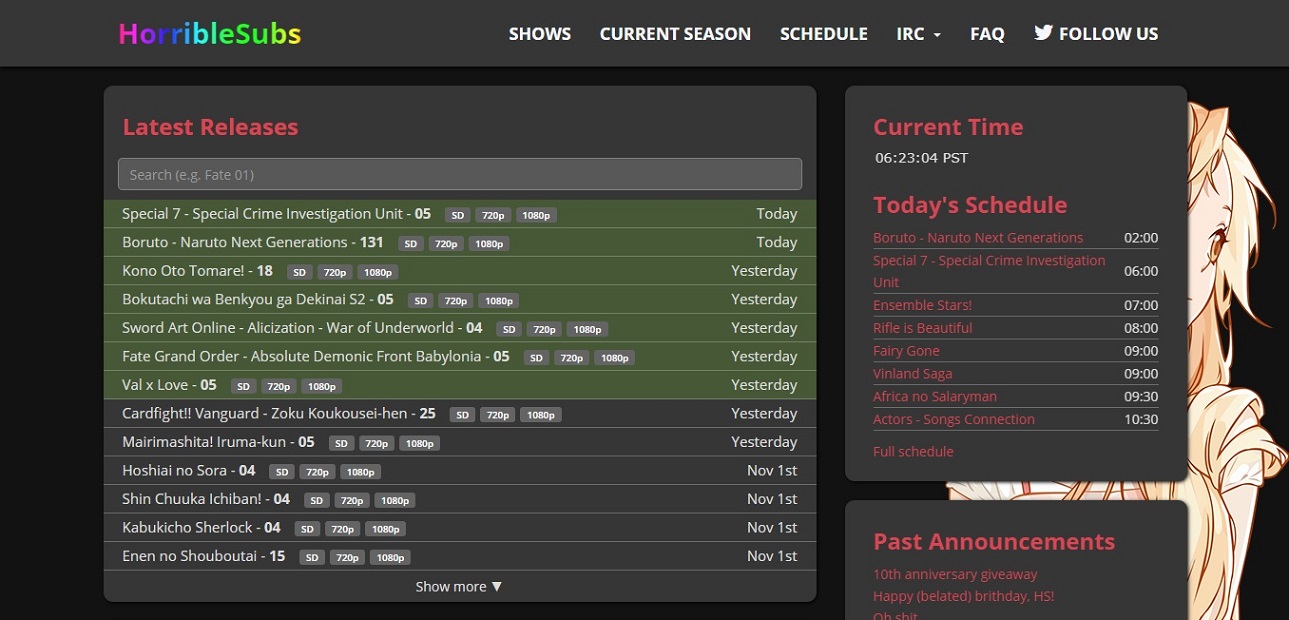 HorribleSubs
SHOWS CURRENT SEASON SCHEDULE IRC FAQ FOLLOW US
Latest Releases
Search (e.g. Fate 01)
Special 7 - Special Crime Investigation Unit - 05 SD 720p 1080p Today
Boruto - Naruto Next Generations - 131 SD 720p 1080p Today
Kono Oto Tomare! - 18 SD 720p 1080p Yesterday
Bokutachi wa Benkyou ga Dekinai S2 - 05 SD 720p 1080p Yesterday
Sword Art Online - Alicization - War of Underworld - 04 SD 720p 1080p Yesterday
Fate Grand Order - Absolute Demonic Front Babylonia - 05 SD 720p 1080p Yesterday
Val x Love - 05 SD 720p 1080p Yesterday
Cardfight!! Vanguard - Zoku Koukousei-hen - 25 SD 720p 1080p Yesterday
Mairimashita! Iruma-kun - 05 SD 720p 1080p Yesterday
Hoshiai no Sora - 04 SD 720p 1080p Nov 1st
Shin Chuuka Ichiban! - 04 SD 720p 1080p Nov 1st
Kabukicho Sherlock - 04 SD 720p 1080p Nov 1st
Enen no Shouboutai - 15 SD 720p 1080p Nov 1st
Show more ▼
Current Time
06:23:04 PST
Today's Schedule
Boruto - Naruto Next Generations 02:00
Special 7 - Special Crime Investigation
Unit 06:00
Ensemble Stars! 07:00
Rifle is Beautiful 08:00
Fairy Gone 09:00
Vinland Saga 09:00
Africa no Salaryman 09:30
Actors - Songs Connection 10:30
Full schedule
Past Announcements
10th anniversary giveaway
Happy (belated) brithday, HS!
Oh shit